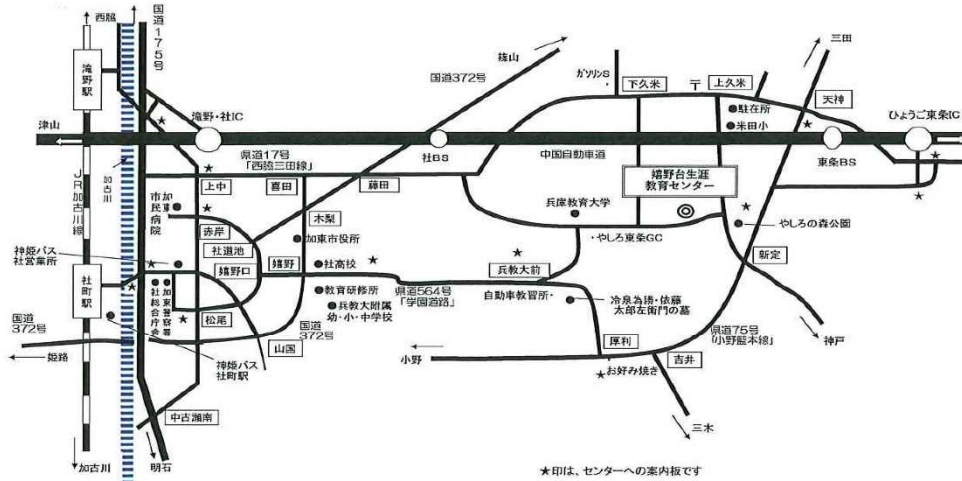 西脇
国道175号
滝野駅
津山
JR加古川線
加古川
滝野・社IC
篠山
国道372号
社BS
ガソリンS
下久米
〒
上久米
三田
駐在所
米田小
天神
ひょうご東条IC
東条BS
中国自動車道
県道17号
「西脇三田線」
上中
喜田
藤田
加東市民病院
赤岸
社道池
木梨
加東市役所
兵庫教育大学
嬉野台生涯
教育センター
・やしろ東条GC
やしろの森公園
神姫バス
社営業所
嬉野口
嬉野
社高校
兵教大前
新定
社町駅
社総合庁舎
加東警察署
教育研修所
兵教大附属
幼・小・中学校
県道564号
「学園道路」
自動車教習所・
冷泉為勝・依藤
太郎左衛門の墓
国道
372号
松尾
国道
372号
山国
姫路
神姫バス
社町駅
小野
厚利
お好み焼き
吉井
県道75号
「小野藍本線」
神戸
三木
中古瀬南
加古川
明石
★印は、センターへの案内板です